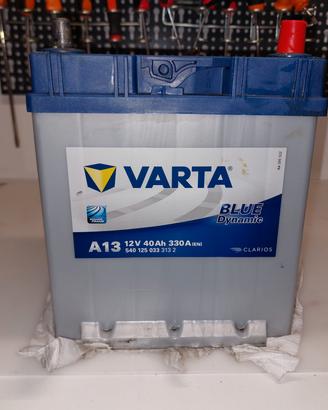 VARTA
BLUE
Dynamic
A13 12V 40Ah 330A (EN)
540 125 033 313 2
CLARIOS